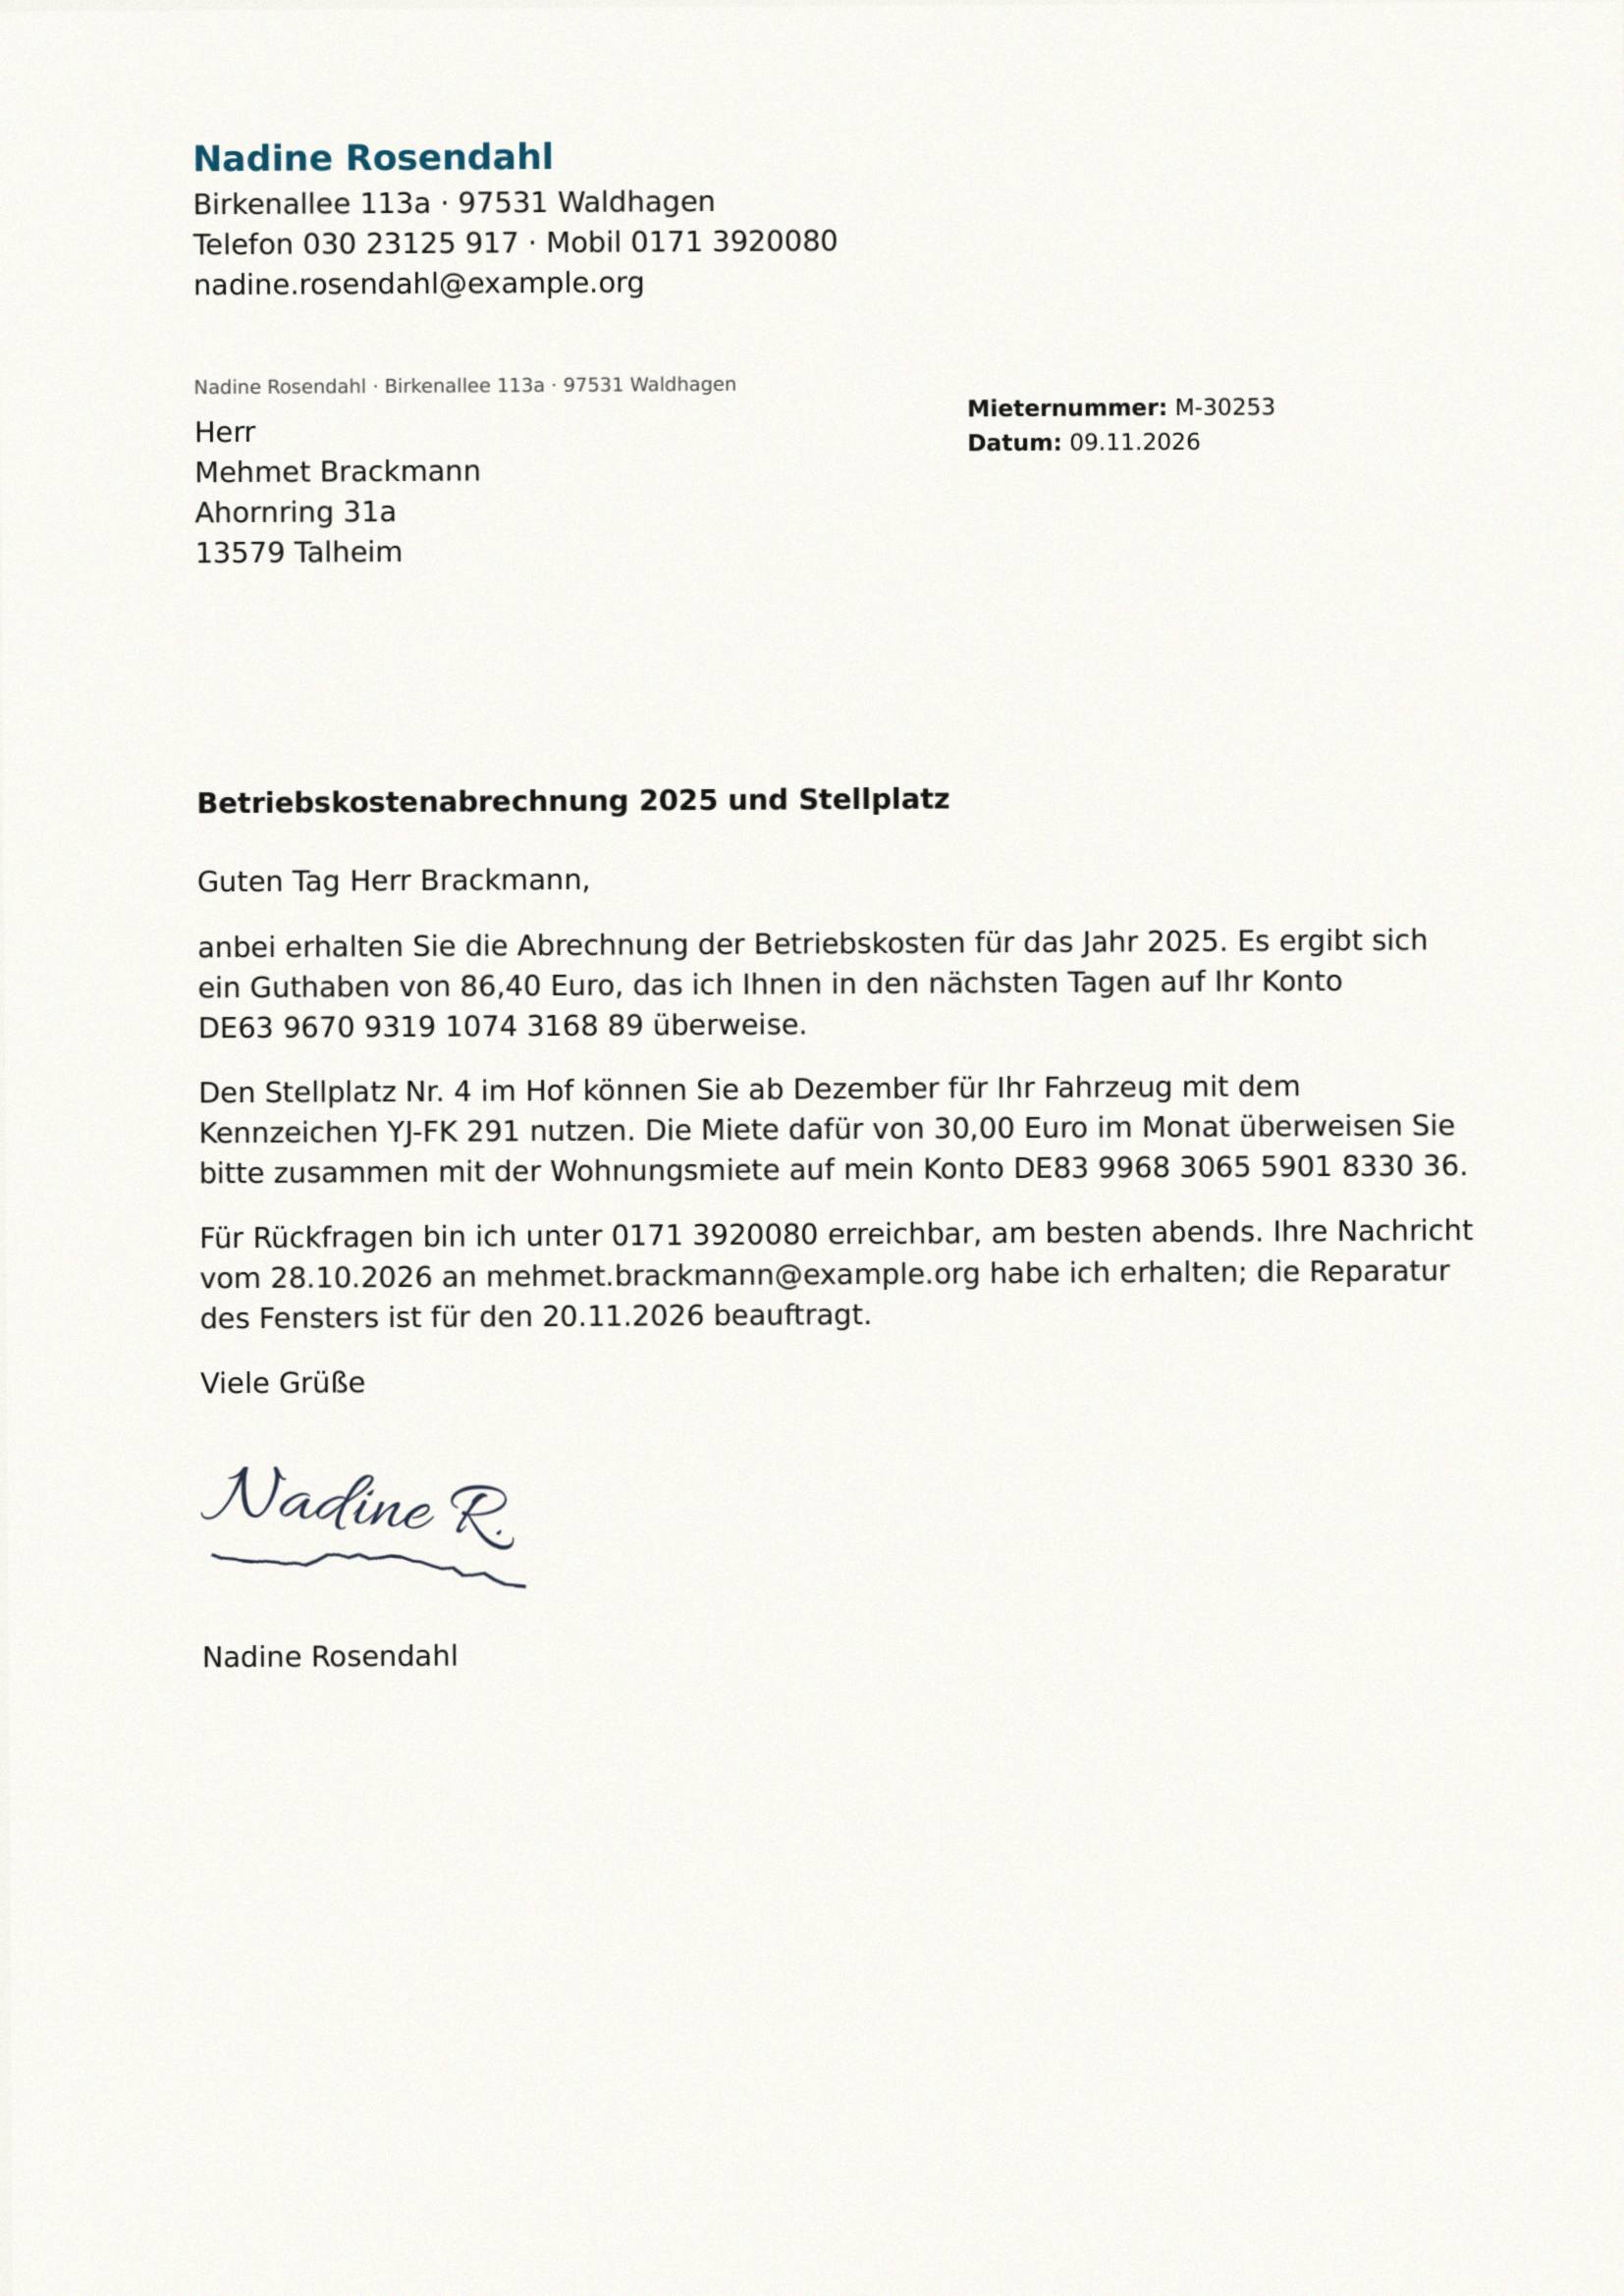 Nadine Rosendahl
Birkenallee 113a · 97531 Waldhagen
Telefon 030 23125 917 · Mobil 0171 3920080
nadine.rosendahl@example.org
Nadine Rosendahl · Birkenallee 113a · 97531 Waldhagen
Herr
Mehmet Brackmann
Ahornring 31a
13579 Talheim
Mieternummer: M-30253
Datum: 09.11.2026
Betriebskostenabrechnung 2025 und Stellplatz
Guten Tag Herr Brackmann,
anbei erhalten Sie die Abrechnung der Betriebskosten für das Jahr 2025. Es ergibt sich
ein Guthaben von 86,40 Euro, das ich Ihnen in den nächsten Tagen auf Ihr Konto
DE63 9670 9319 1074 3168 89 überweise.
Den Stellplatz Nr. 4 im Hof können Sie ab Dezember für Ihr Fahrzeug mit dem
Kennzeichen YJ-FK 291 nutzen. Die Miete dafür von 30,00 Euro im Monat überweisen Sie
bitte zusammen mit der Wohnungsmiete auf mein Konto DE83 9968 3065 5901 8330 36.
Für Rückfragen bin ich unter 0171 3920080 erreichbar, am besten abends. Ihre Nachricht
vom 28.10.2026 an mehmet.brackmann@example.org habe ich erhalten; die Reparatur
des Fensters ist für den 20.11.2026 beauftragt.
Viele Grüße
Nadine R.
Nadine Rosendahl